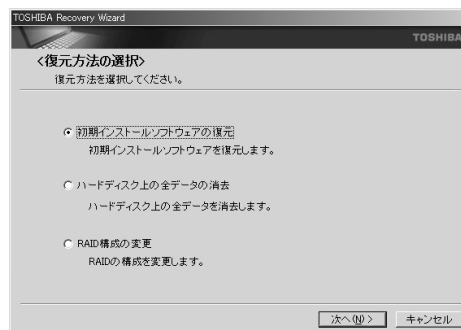 TOSHIBA Recovery Wizard
TOSHIBA
<復元方法の選択>
復元方法を選択してください。
初期インストールソフトウェアの復元
初期インストールソフトウェアを復元します。
ハードディスク上の全データの消去
ハードディスク上の全データを消去します。
RAID構成の変更
RAIDの構成を変更します。
次へ(N) >
キャンセル